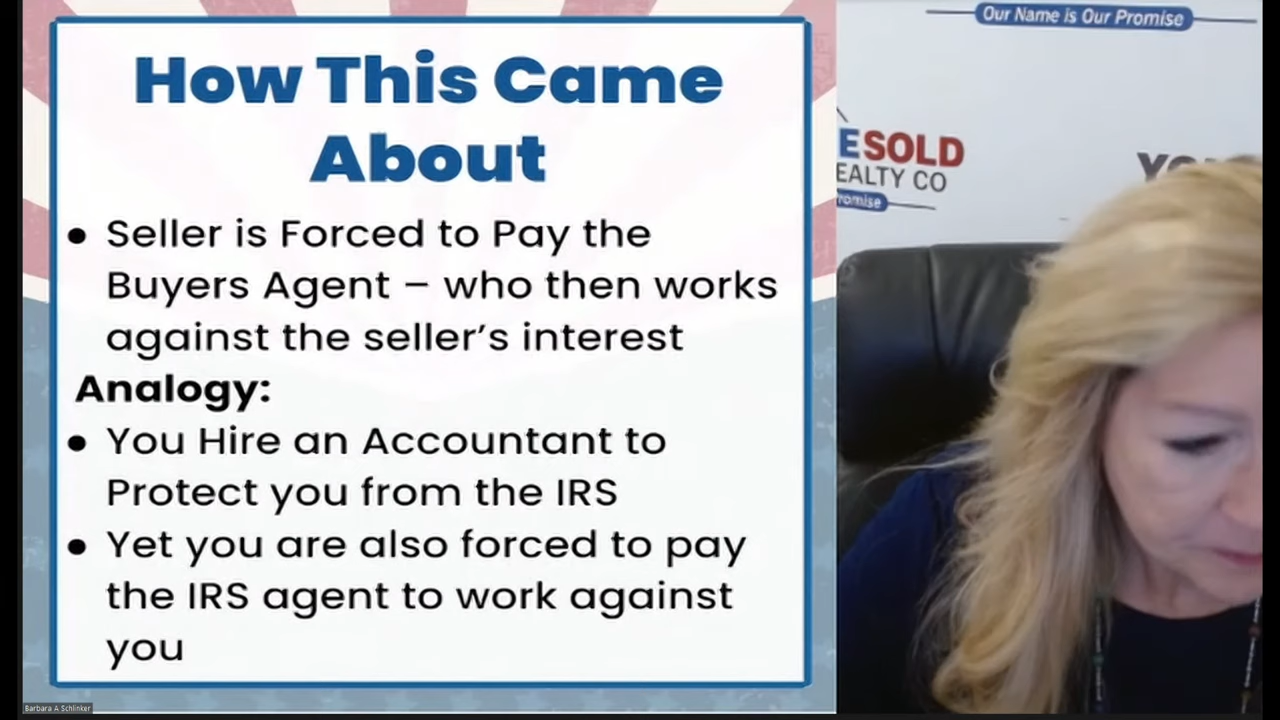 How This Came
About
• Seller is Forced to Pay the
Buyers Agent – who then works
against the seller’s interest
Analogy:
• You Hire an Accountant to
Protect you from the IRS
• Yet you are also forced to pay
the IRS agent to work against
you
Our Name is Our Promise
ESOLD
EALTY CO
romise
Barbara A Schlinker